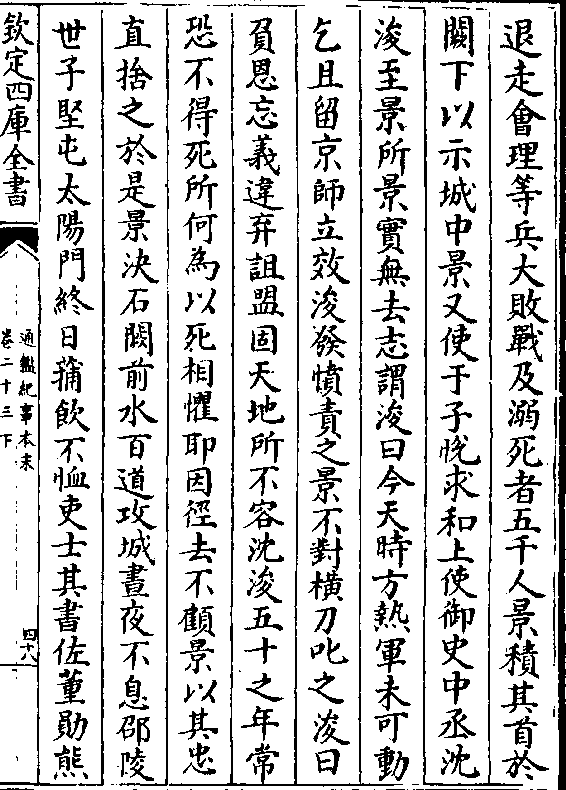 退走會理等兵大敗戰及溺死者五千人景積其首於
闕下以示城中景又使于子悅求和上使御史中丞沈
浚至景所景實無去志謂浚曰今天時方熱軍未可動
乞且留京師立效浚發憤責之景不對橫刀叱之浚曰
負恩忘義違弃詛盟固天地所不容沈浚五十之年常
恐不得死所何為以死相懼耶因徑去不顧景以其忠
直捨之於是景決石闕前水百道攻城晝夜不息邵陵
世子堅屯太陽門終日蒱飲不恤吏士其書佐董勛熊
欽定四庫全書
通鑑紀事本末
卷二十三下
四十八